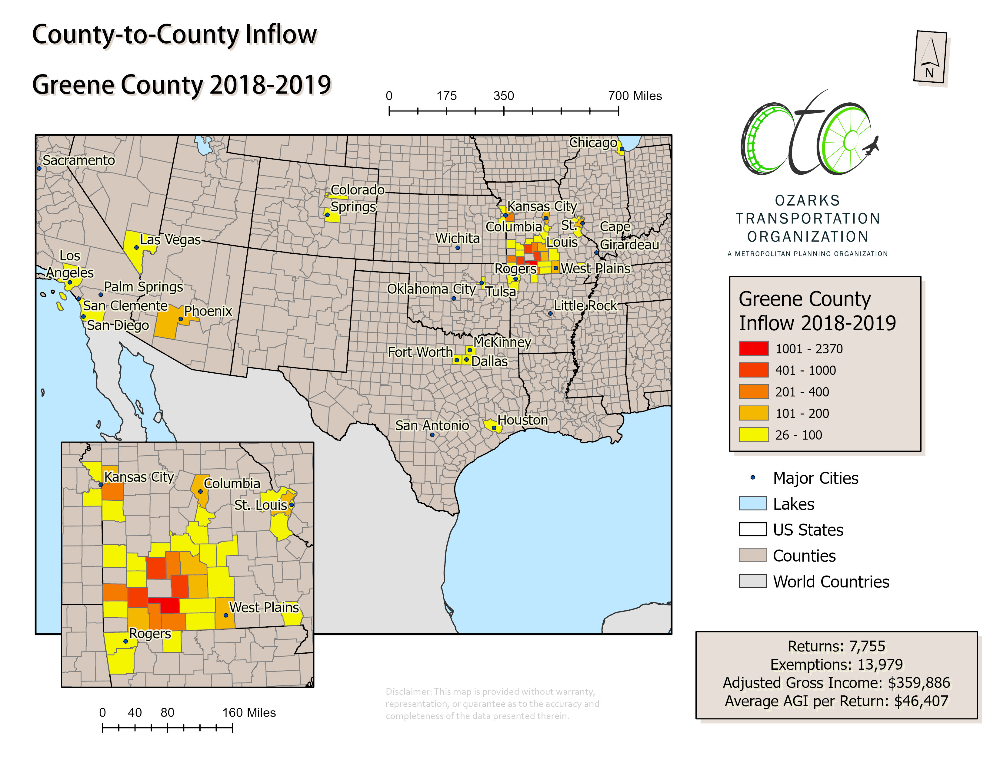 County-to-County Inflow
Greene County 2018-2019
0 175 350 700 Miles
N
OZARKS
TRANSPORTATION
ORGANIZATION
A METROPOLITAN PLANNING ORGANIZATION
Chicago
Sacramento
Colorado
Springs
Kansas City
Columbia
St.
Louis
Cape
Girardeau
Wichita
Las Vegas
Los
Angeles
Rogers
West Plains
Palm Springs
Oklahoma City
Tulsa
San Clemente
Phoenix
Little Rock
San Diego
McKinney
Fort Worth
Dallas
San Antonio
Houston
Greene County
Inflow 2018-2019
1001 - 2370
401 - 1000
201 - 400
101 - 200
26 - 100
Major Cities
Lakes
US States
Counties
World Countries
Kansas City
Columbia
St. Louis
West Plains
Rogers
0 40 80 160 Miles
Disclaimer: This map is provided without warranty,
representation, or guarantee as to the accuracy and
completeness of the data presented therein.
Returns: 7,755
Exemptions: 13,979
Adjusted Gross Income: $359,886
Average AGI per Return: $46,407